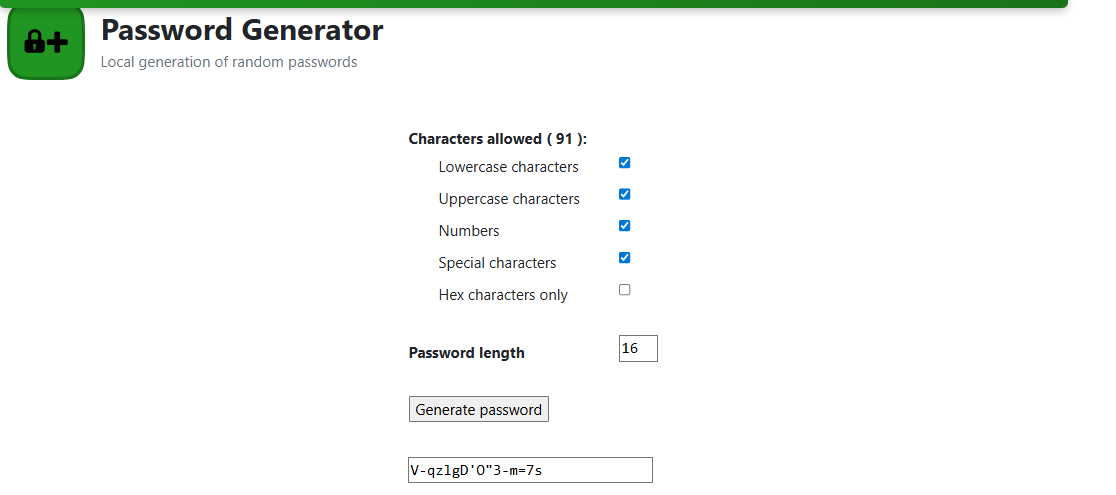 Password Generator
Local generation of random passwords
Characters allowed ( 91 ):
Lowercase characters
Uppercase characters
Numbers
Special characters
Hex characters only
Password length
16
Generate password
V-qzlgD'O"3-m=7s